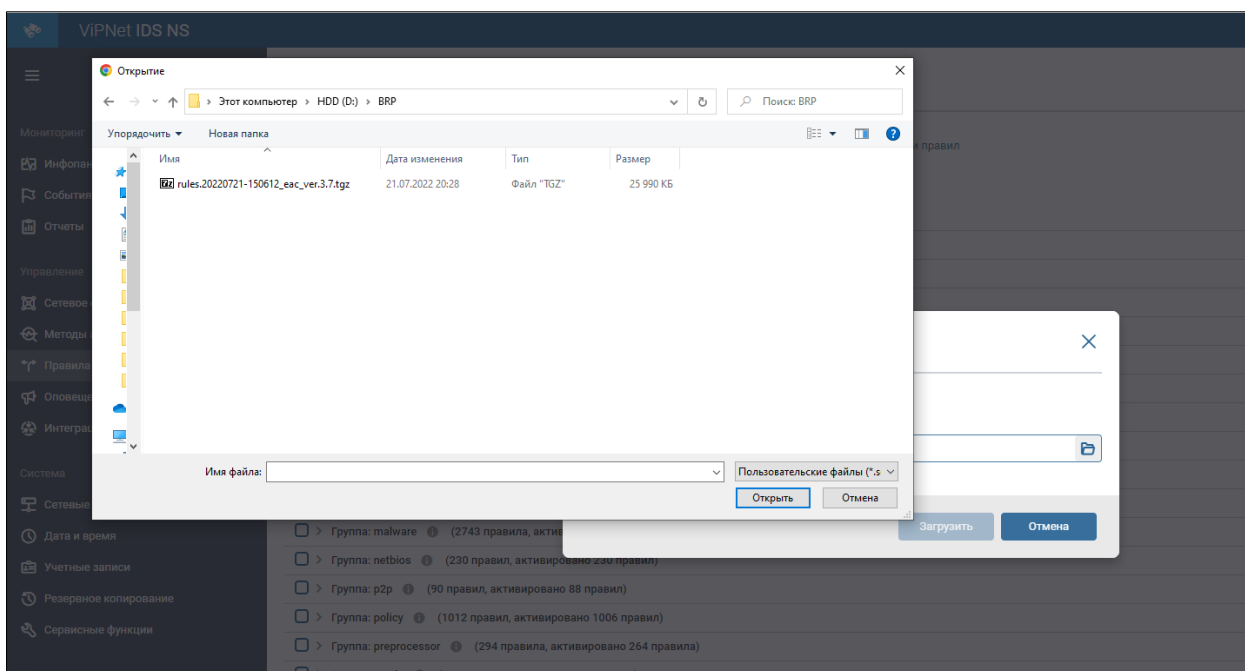 ViPNet IDS NS
Открытие
Этот компьютер › HDD (D:) › BRP
Поиск: BRP
Упорядочить
Новая папка
Имя
Дата изменения
Тип
Размер
rules.20220721-150612_eac_ver.3.7.tgz
21.07.2022 20:28
Файл "TGZ"
25 990 КБ
Имя файла:
Пользовательские файлы (*.s
Открыть
Отмена
Мониторинг
Инфопан
События
Отчеты
Управление
Сетевое
Методы
Правила
Оповеще
Интеграц
Система
Сетевые
Дата и время
Учетные записи
Резервное копирование
Сервисные функции
правил
Загрузить
Отмена
Группа: malware (2743 правила, актив
Группа: netbios (230 правил, активировано 230 правил)
Группа: p2p (90 правил, активировано 88 правил)
Группа: policy (1012 правил, активировано 1006 правил)
Группа: preprocessor (294 правила, активировано 264 правила)